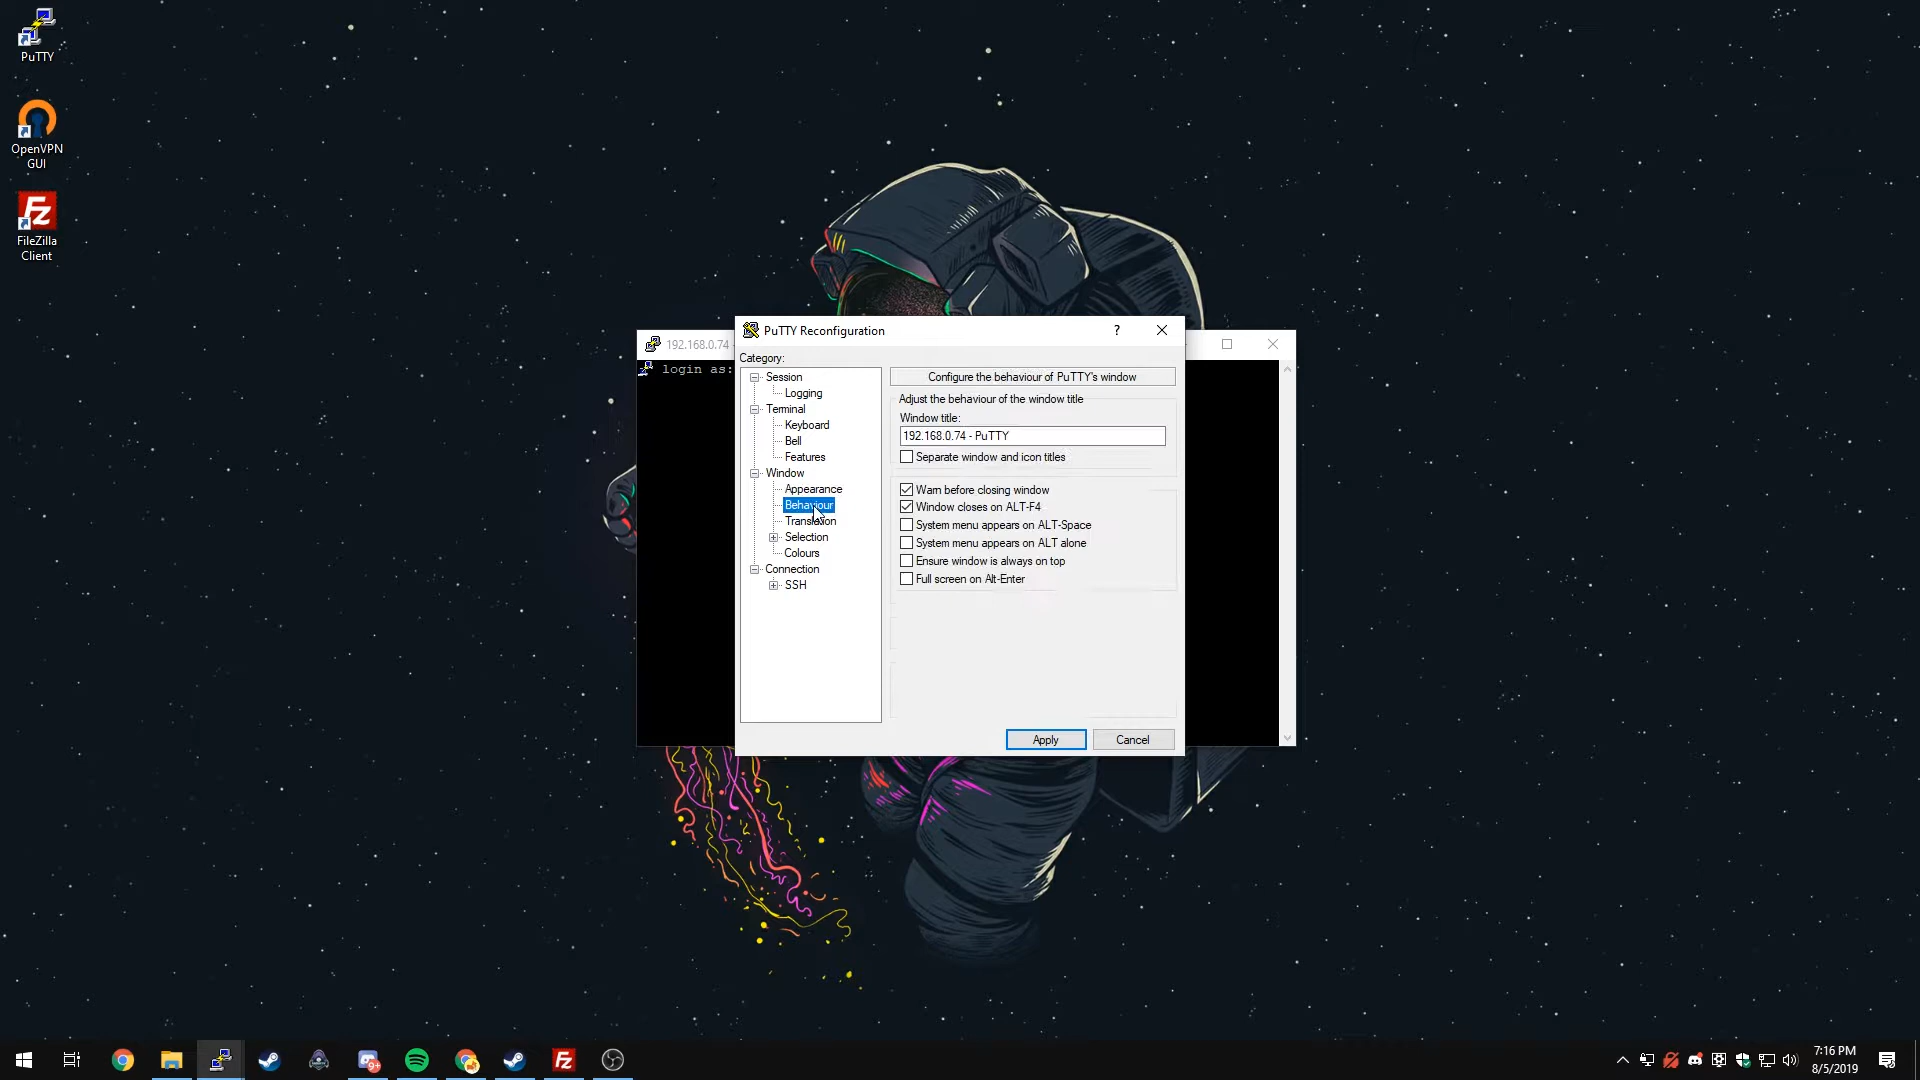 PuTTY
OpenVPN
GUI
FileZilla
Client
192.168.0.74 -
login as:
PuTTY Reconfiguration
?
Category:
Session
Logging
Terminal
Keyboard
Bell
Features
Window
Appearance
Behaviour
Translation
Selection
Colours
Connection
SSH
Configure the behaviour of PuTTY's window
Adjust the behaviour of the window title
Window title:
192.168.0.74 - PuTTY
Separate window and icon titles
Warn before closing window
Window closes on ALT-F4
System menu appears on ALT-Space
System menu appears on ALT alone
Ensure window is always on top
Full screen on Alt-Enter
Apply
Cancel
Fz
9+
Fz
7:16 PM
8/5/2019